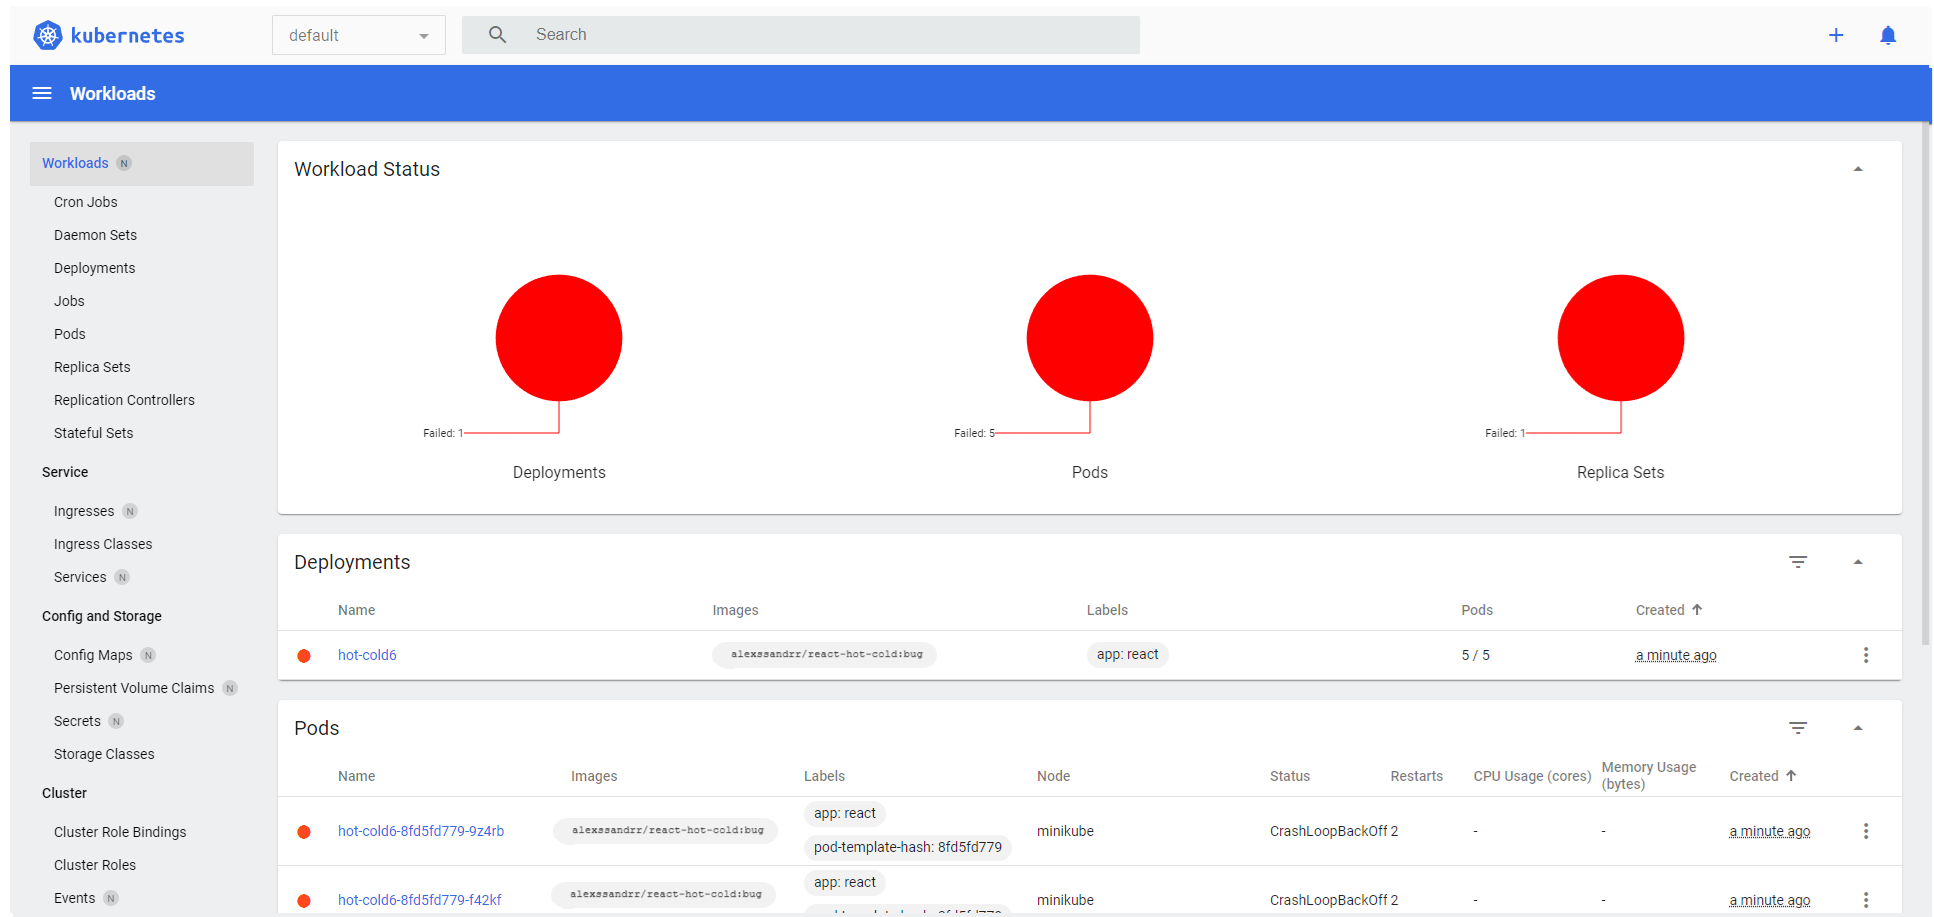 kubernetes
default
Search
Workloads
Workloads N
Cron Jobs
Daemon Sets
Deployments
Jobs
Pods
Replica Sets
Replication Controllers
Stateful Sets
Service
Ingresses N
Ingress Classes
Services N
Config and Storage
Config Maps N
Persistent Volume Claims N
Secrets N
Storage Classes
Cluster
Cluster Role Bindings
Cluster Roles
Events N
Workload Status
Failed: 1
Deployments
Failed: 5
Pods
Failed: 1
Replica Sets
Deployments
Name Images Labels Pods Created
hot-cold6 alexssandrr/react-hot-cold:bug app: react 5 / 5 a minute ago
Pods
Name Images Labels Node Status Restarts CPU Usage (cores) Memory Usage (bytes) Created
hot-cold6-8fd5fd779-9z4rb alexssandrr/react-hot-cold:bug app: react minikube CrashLoopBackOff 2 - - a minute ago
pod-template-hash: 8fd5fd779
hot-cold6-8fd5fd779-f42kf alexssandrr/react-hot-cold:bug app: react minikube CrashLoopBackOff 2 - - a minute ago